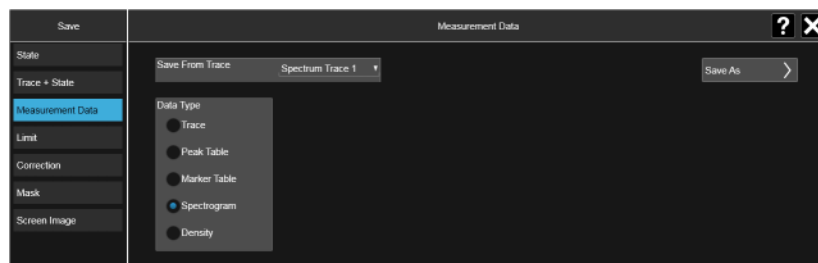 Save
Measurement Data
? X
State
Trace + State
Measurement Data
Limit
Correction
Mask
Screen Image
Save From Trace
Spectrum Trace 1
Save As
Data Type
Trace
Peak Table
Marker Table
Spectrogram
Density